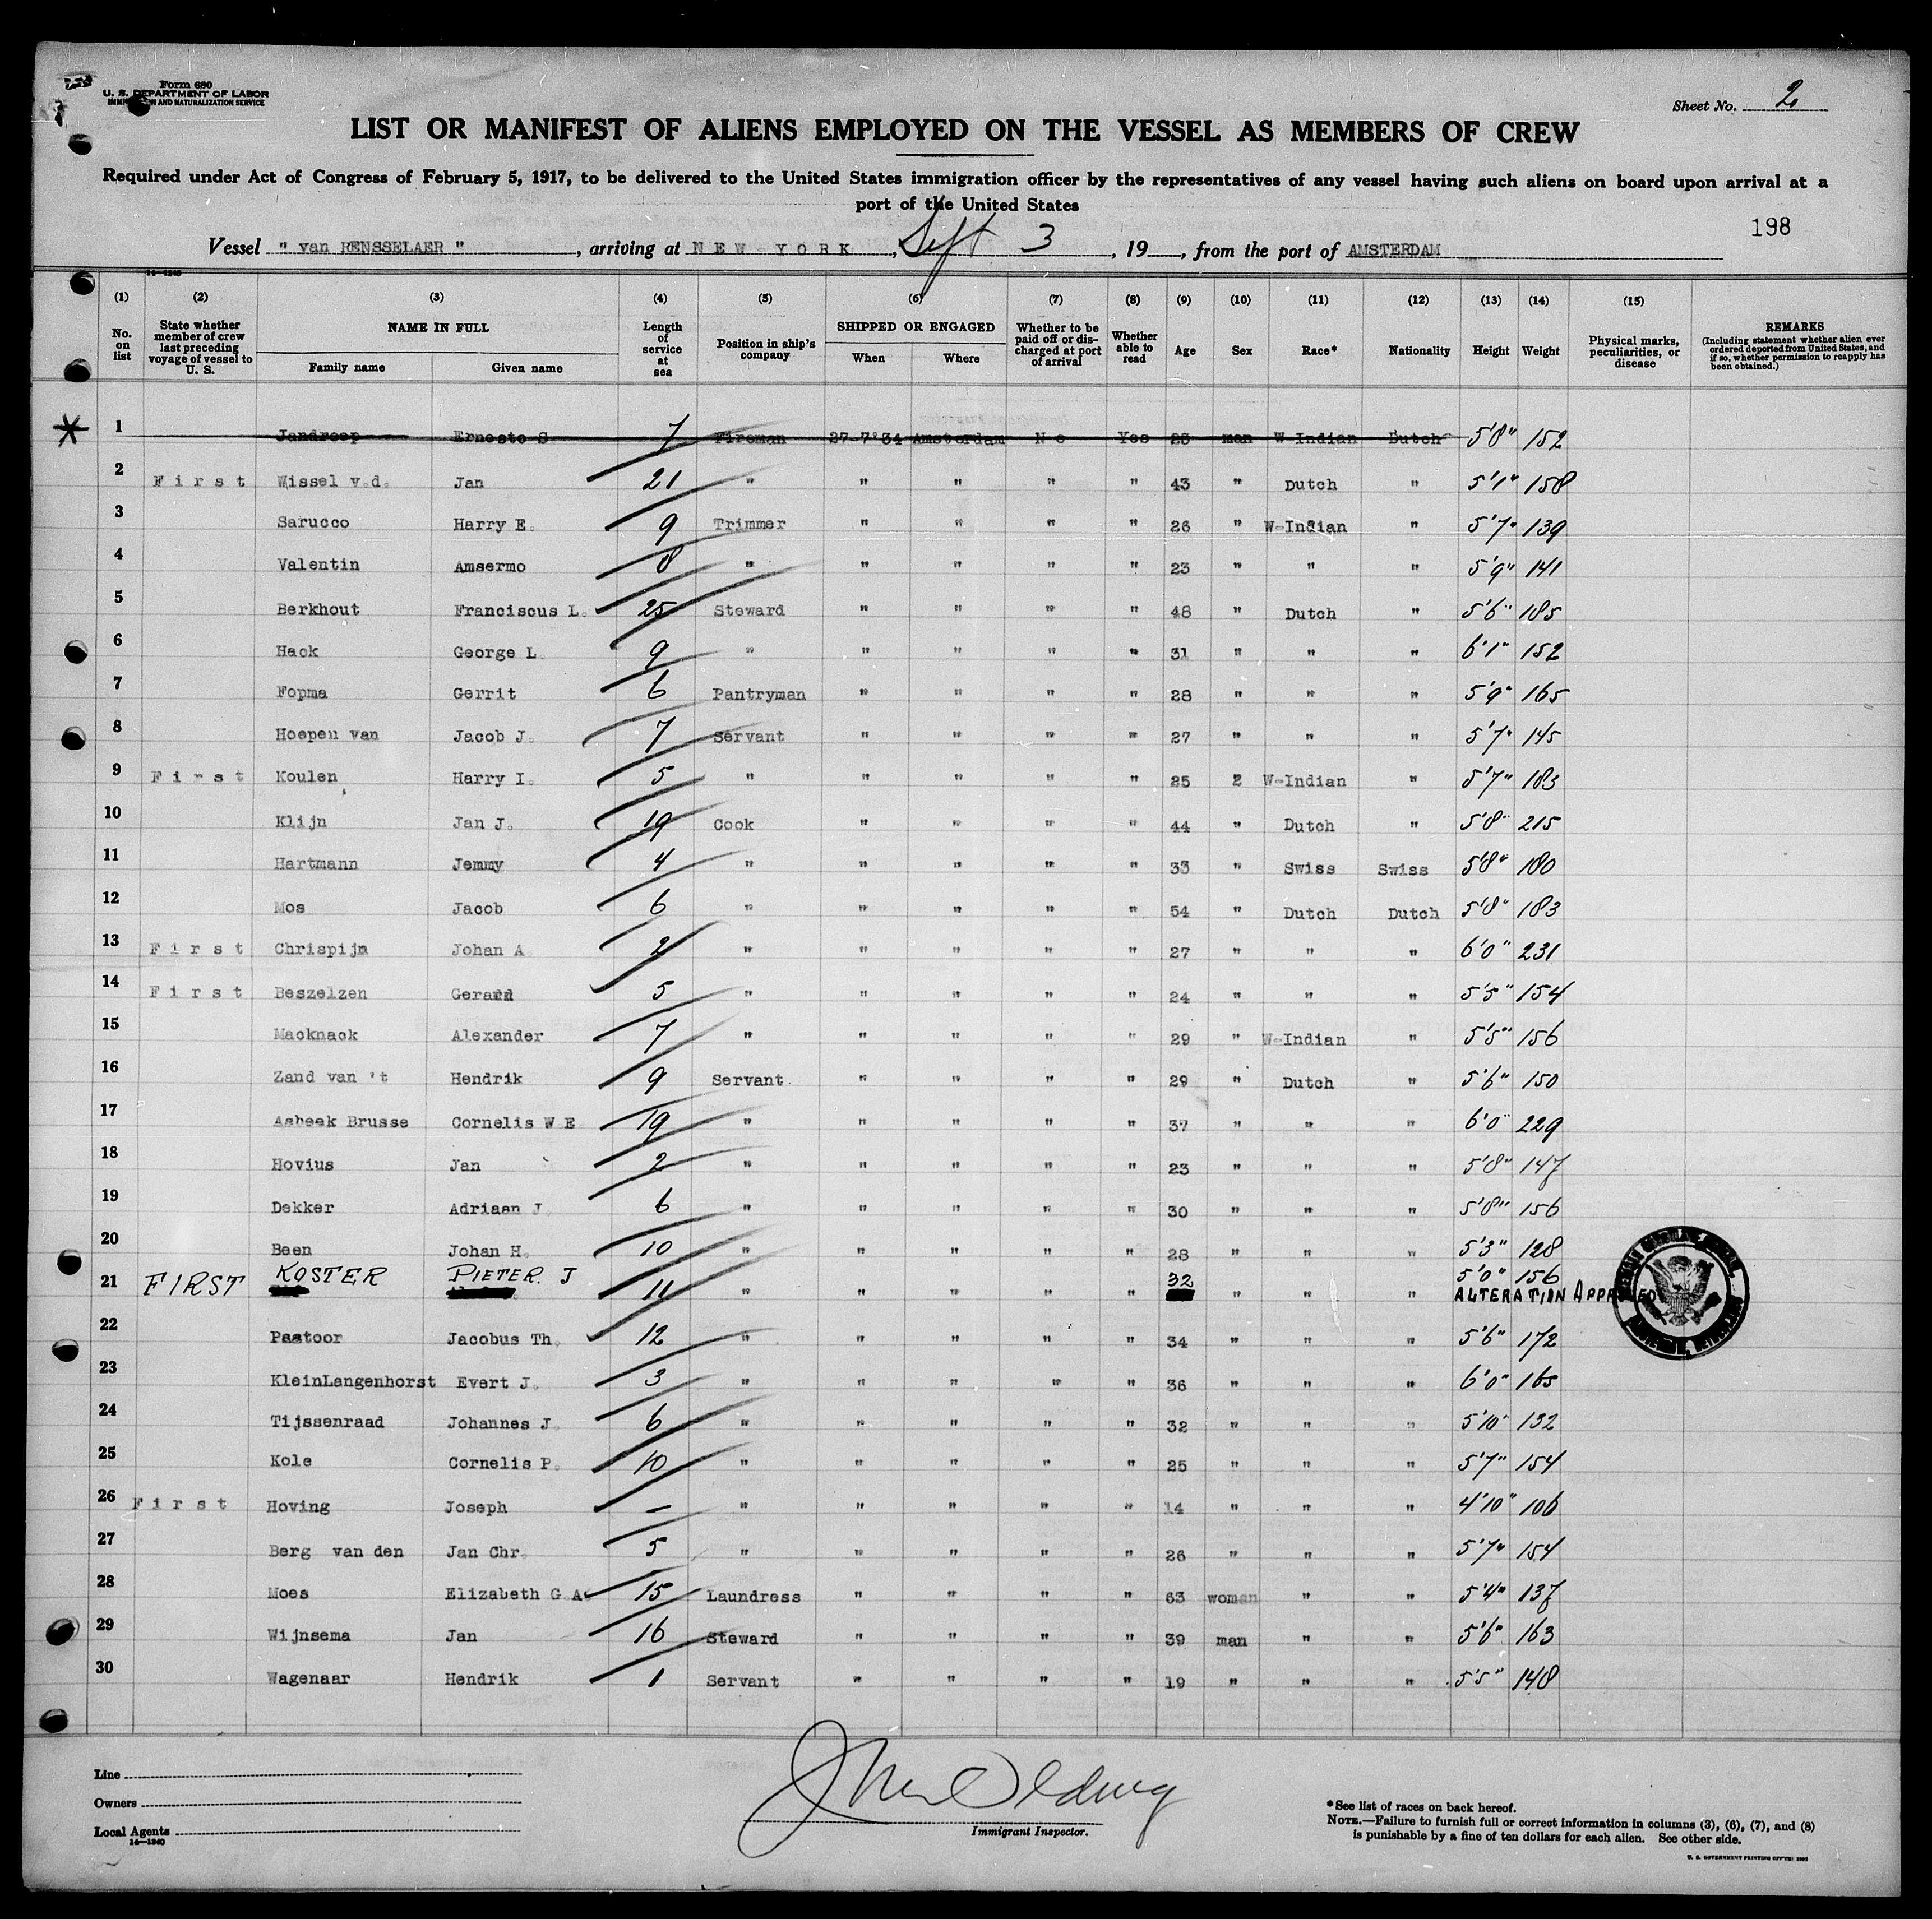 Form 680
U. S. DEPARTMENT OF LABOR
IMMIGRATION AND NATURALIZATION SERVICE
Sheet No. 2
LIST OR MANIFEST OF ALIENS EMPLOYED ON THE VESSEL AS MEMBERS OF CREW
Required under Act of Congress of February 5, 1917, to be delivered to the United States immigration officer by the representatives of any vessel having such aliens on board upon arrival at a
port of the United States
198
Vessel " van RENSSELAER ", arriving at NEW-YORK, Sept 3, 19__, from the port of AMSTERDAM
14—1240
(1) (2) (3) (4) (5) (6) (7) (8) (9) (10) (11) (12) (13) (14) (15)
No. on list State whether member of crew last preceding voyage of vessel to U. S. NAME IN FULL Family name Given name Length of service at sea Position in ship's company SHIPPED OR ENGAGED When Where Whether to be paid off or discharged at port of arrival Whether able to read Age Sex Race* Nationality Height Weight Physical marks, peculiarities, or disease REMARKS (Including statement whether alien ever ordered deported from United States, and if so, whether permission to reapply has been obtained.)
1 Jandroep Ernesto S 7 Fireman 27-7-'34 Amsterdam No Yes 23 man W-Indian Dutch 5'8" 152
2 First Wissel v.d. Jan 21 " " " " " 43 " Dutch " 5'1" 158
3 Sarucco Harry E. 9 Trimmer " " " " 26 " W-Indian " 5'7" 139
4 Valentin Amsermo 8 " " " " " 23 " " " 5'9" 141
5 Berkhout Franciscus L. 25 Steward " " " " 48 " Dutch " 5'6" 185
6 Hack George L. 9 " " " " " 31 " " " 6'1" 152
7 Fopma Gerrit 6 Pantryman " " " " 28 " " " 5'9" 165
8 Hoepen van Jacob J. 7 Servant " " " " 27 " " " 5'7" 145
9 First Koulen Harry I. 5 " " " " " 25 2 W-Indian " 5'7" 183
10 Klijn Jan J. 19 Cook " " " " 44 " Dutch " 5'8" 215
11 Hartmann Jemmy 4 " " " " " 33 " Swiss Swiss 5'8" 180
12 Mos Jacob 6 " " " " " 54 " Dutch Dutch 5'8" 183
13 First Chrispijn Johan A 2 " " " " " 27 " " " 6'0" 231
14 First Beszelzen Gerard 5 " " " " " 24 " " " 5'5" 154
15 Macknack Alexander 7 " " " " " 29 " W-Indian " 5'5" 156
16 Zand van 't Hendrik 9 Servant " " " " 29 " Dutch " 5'6" 150
17 Asbeek Brusse Cornelis W E 19 " " " " " 37 " " " 6'0" 229
18 Hovius Jan 2 " " " " " 23 " " " 5'8" 147
19 Dekker Adriaan J. 6 " " " " " 30 " " " 5'8" 156
20 Been Johan H. 10 " " " " " 28 " " " 5'3" 128
21 FIRST KOSTER PIETER. J 11 " " " " " 32 " " " 5'0" 156
ALTERATION APPROVED
22 Pastoor Jacobus Th. 12 " " " " " 34 " " " 5'6" 172
23 KleinLangenhorst Evert J. 3 " " " " " 36 " " " 6'0" 165
24 Tijssenraad Johannes J. 6 " " " " " 32 " " " 5'10" 132
25 Kole Cornelis P. 10 " " " " " 25 " " " 5'7" 154
26 First Hoving Joseph — " " " " " 14 " " " 4'10" 106
27 Berg van den Jan Chr. 5 " " " " " 26 " " " 5'7" 154
28 Moes Elizabeth G.A. 15 Laundress " " " " 63 woman " " 5'4" 137
29 Wijnsema Jan 16 Steward " " " " 39 man " " 5'6" 163
30 Wagenaar Hendrik 1 Servant " " " " 19 " " " 5'5" 148
Line
Owners
Local Agents
14—1240
Immigrant Inspector.
*See list of races on back hereof.
NOTE.—Failure to furnish full or correct information in columns (3), (6), (7), and (8)
is punishable by a fine of ten dollars for each alien. See other side.
U. S. GOVERNMENT PRINTING OFFICE: